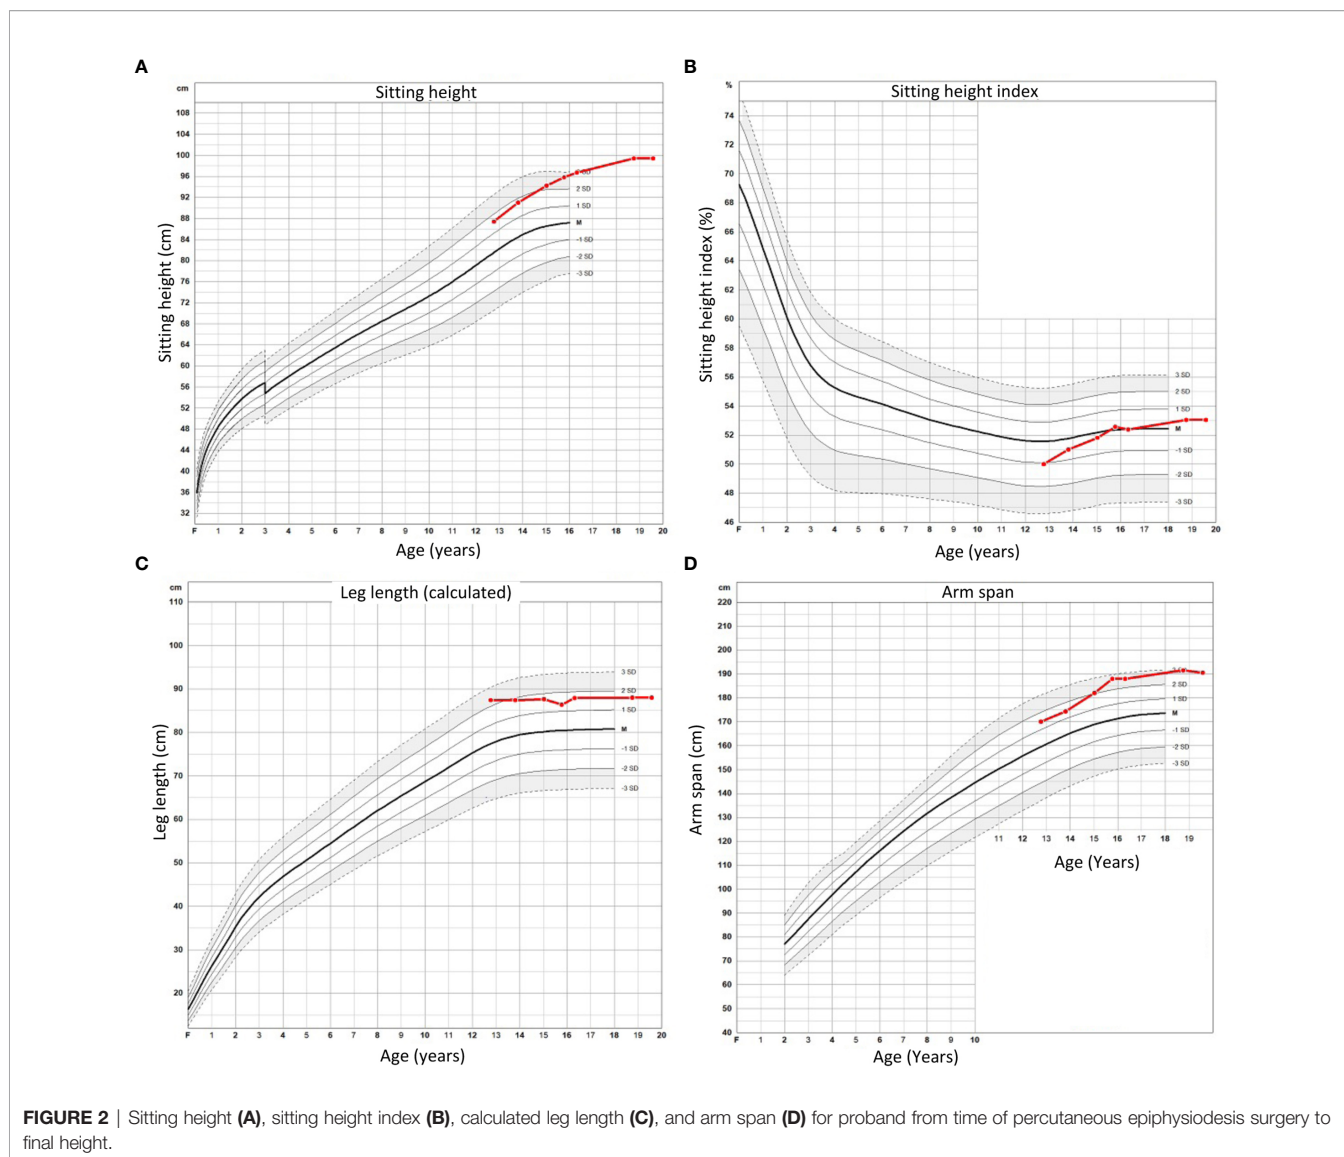 A
cm
Sitting height
108
104
100
96
92
88
84
80
76
72
68
64
60
56
52
48
44
40
36
32
2 SD
1 SD
M
-1 SD
-2 SD
-3 SD
Sitting height (cm)
F 1 2 3 4 5 6 7 8 9 10 11 12 13 14 15 16 17 18 19 20
Age (years)
B
%
Sitting height index
74
72
70
68
66
64
62
60
58
56
54
52
50
48
46
3 SD
2 SD
1 SD
M
-1 SD
-2 SD
-3 SD
Sitting height index (%)
F 1 2 3 4 5 6 7 8 9 10 11 12 13 14 15 16 17 18 19 20
Age (years)
C
cm
Leg length (calculated)
110
100
90
80
70
60
50
40
30
20
3 SD
2 SD
1 SD
M
-1 SD
-2 SD
-3 SD
Leg length (cm)
F 1 2 3 4 5 6 7 8 9 10 11 12 13 14 15 16 17 18 19 20
Age (years)
D
cm
Arm span
220
210
200
190
180
170
160
150
140
130
120
110
100
90
80
70
60
50
40
2 SD
1 SD
M
-1 SD
-2 SD
-3 SD
Arm span (cm)
11 12 13 14 15 16 17 18 19
Age (Years)
F 1 2 3 4 5 6 7 8 9 10
Age (Years)
FIGURE 2 | Sitting height (A), sitting height index (B), calculated leg length (C), and arm span (D) for proband from time of percutaneous epiphysiodesis surgery to
final height.